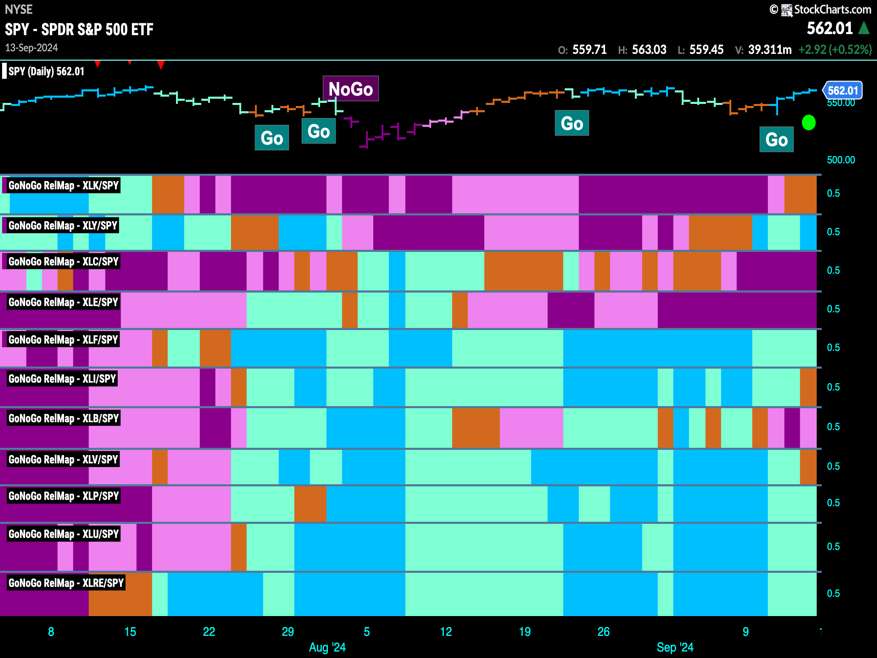 NYSE
© StockCharts.com
SPY - SPDR S&P 500 ETF
562.01
13-Sep-2024
O: 559.71 H: 563.03 L: 559.45 V: 39.311m +2.92 (+0.52%)
SPY (Daily) 562.01
NoGo
562.01
550.00
Go
Go
Go
Go
500.00
GoNoGo RelMap - XLK/SPY
0.5
GoNoGo RelMap - XLY/SPY
0.5
GoNoGo RelMap - XLC/SPY
0.5
GoNoGo RelMap - XLE/SPY
0.5
GoNoGo RelMap - XLF/SPY
0.5
GoNoGo RelMap - XLI/SPY
0.5
GoNoGo RelMap - XLB/SPY
0.5
GoNoGo RelMap - XLV/SPY
0.5
GoNoGo RelMap - XLP/SPY
0.5
GoNoGo RelMap - XLU/SPY
0.5
GoNoGo RelMap - XLRE/SPY
0.5
8 15 22 29 5 12 19 26 9
Aug '24 Sep '24